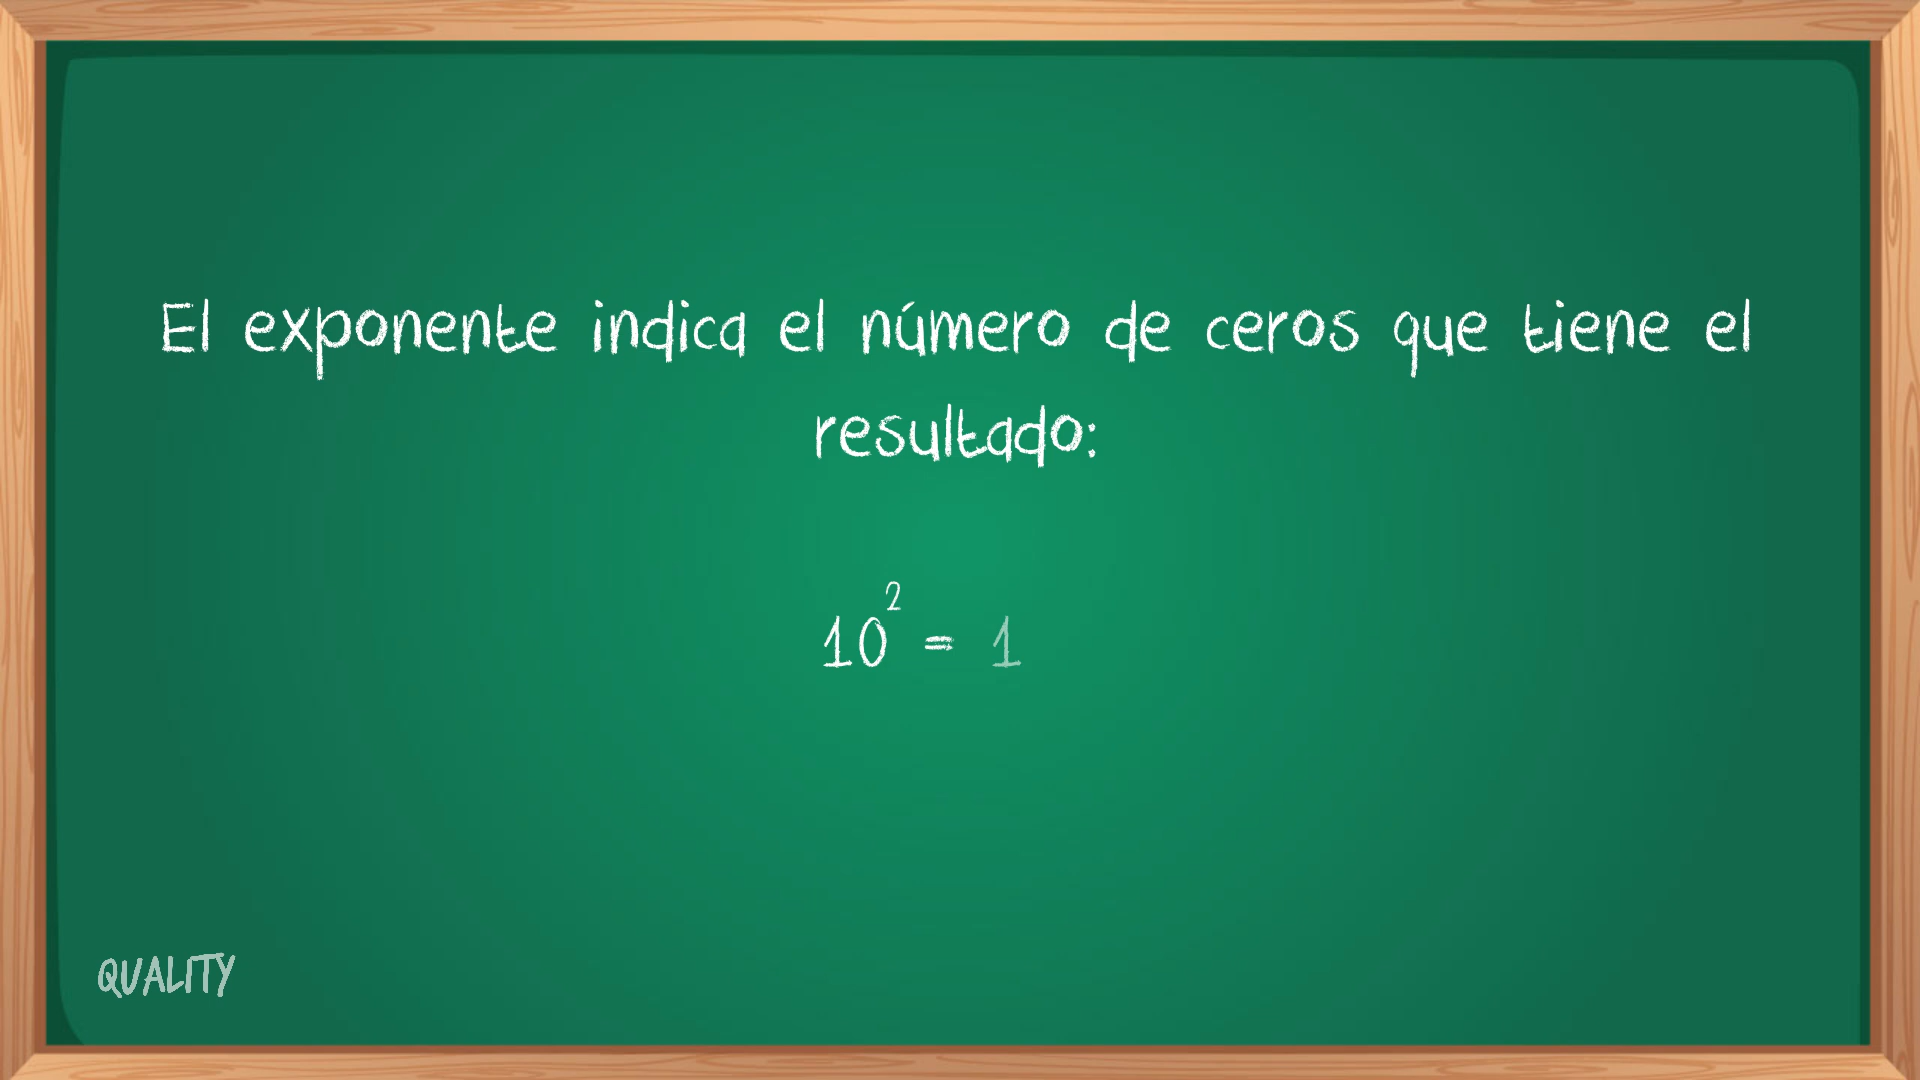 El exponente indica el número de ceros que tiene el
resultado:
10² = 1
QUALITY